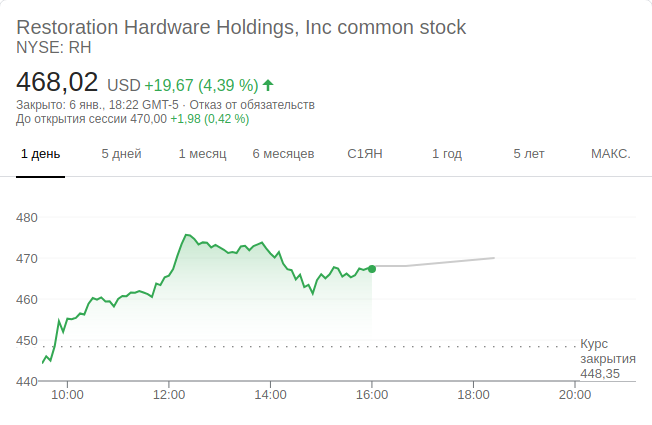 Restoration Hardware Holdings, Inc common stock
NYSE: RH
468,02 USD +19,67 (4,39 %)
Закрыто: 6 янв., 18:22 GMT-5 · Отказ от обязательств
До открытия сессии 470,00 +1,98 (0,42 %)
1 день 5 дней 1 месяц 6 месяцев С1ЯН 1 год 5 лет МАКС.
480
470
460
450
440
Курс
закрытия
448,35
10:00 12:00 14:00 16:00 18:00 20:00